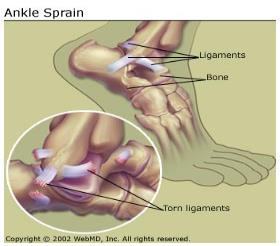 Ankle Sprain
Ligaments
Bone
Torn ligaments
Copyright © 2002 WebMD, Inc. All rights reserved.